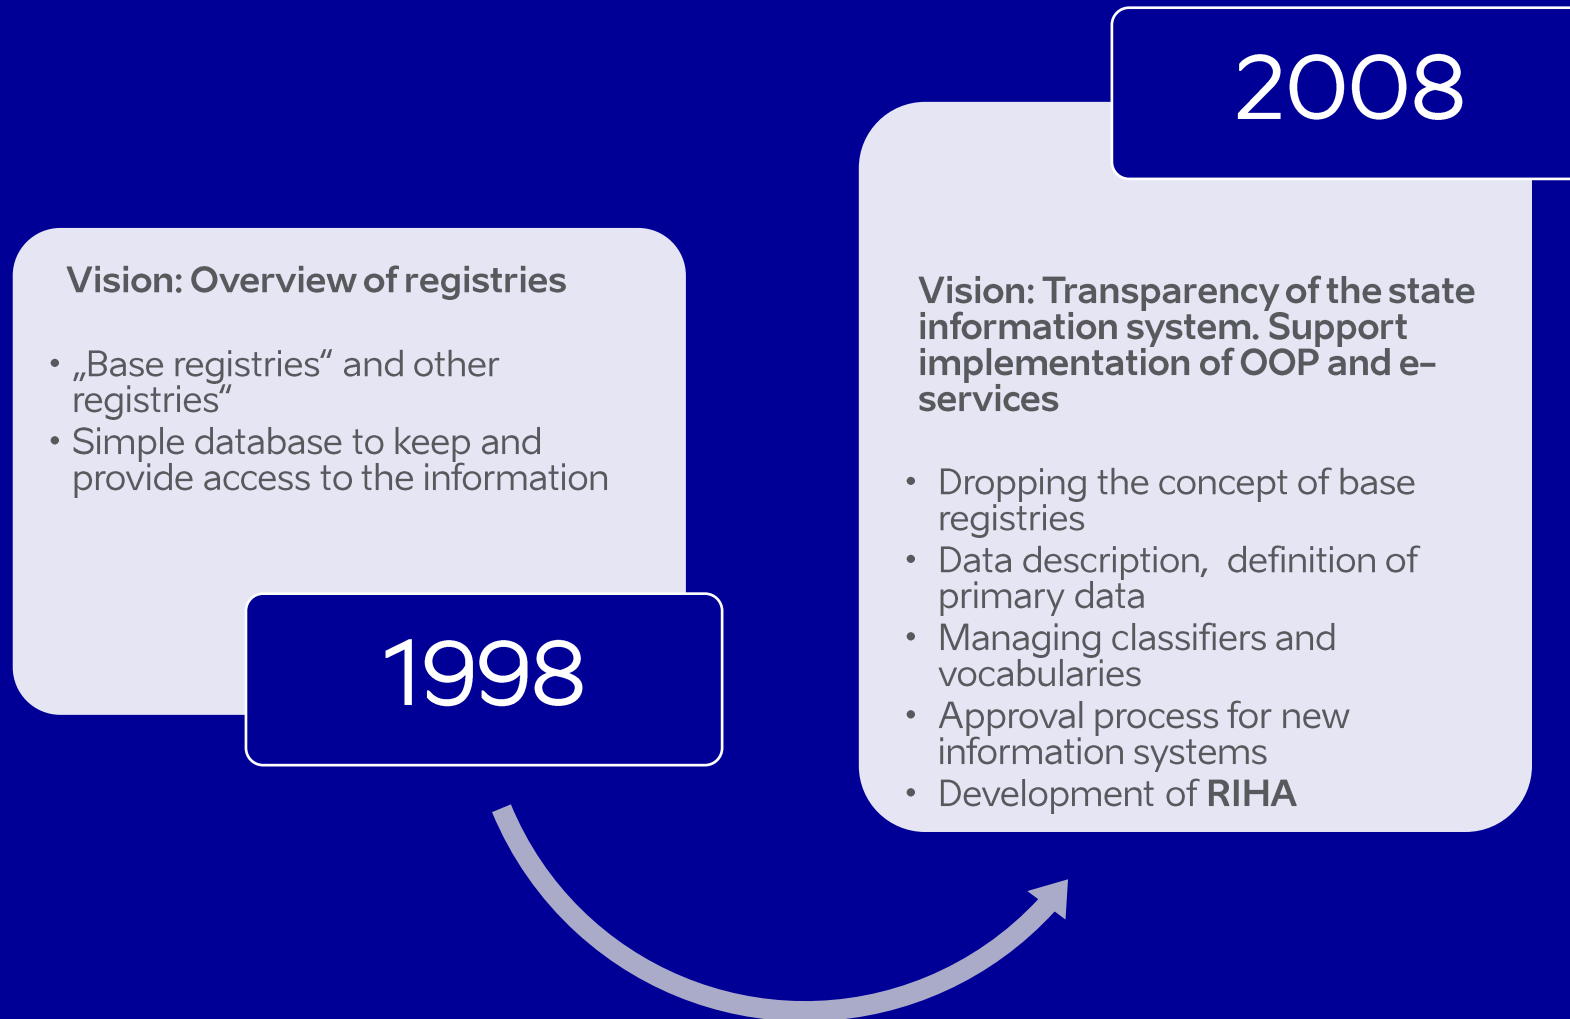 Vision: Overview of registries
• „Base registries“ and other
registries“
• Simple database to keep and
provide access to the information
1998
2008
Vision: Transparency of the state
information system. Support
implementation of OOP and e-
services
• Dropping the concept of base
registries
• Data description,  definition of
primary data
• Managing classifiers and
vocabularies
• Approval process for new
information systems
• Development of RIHA